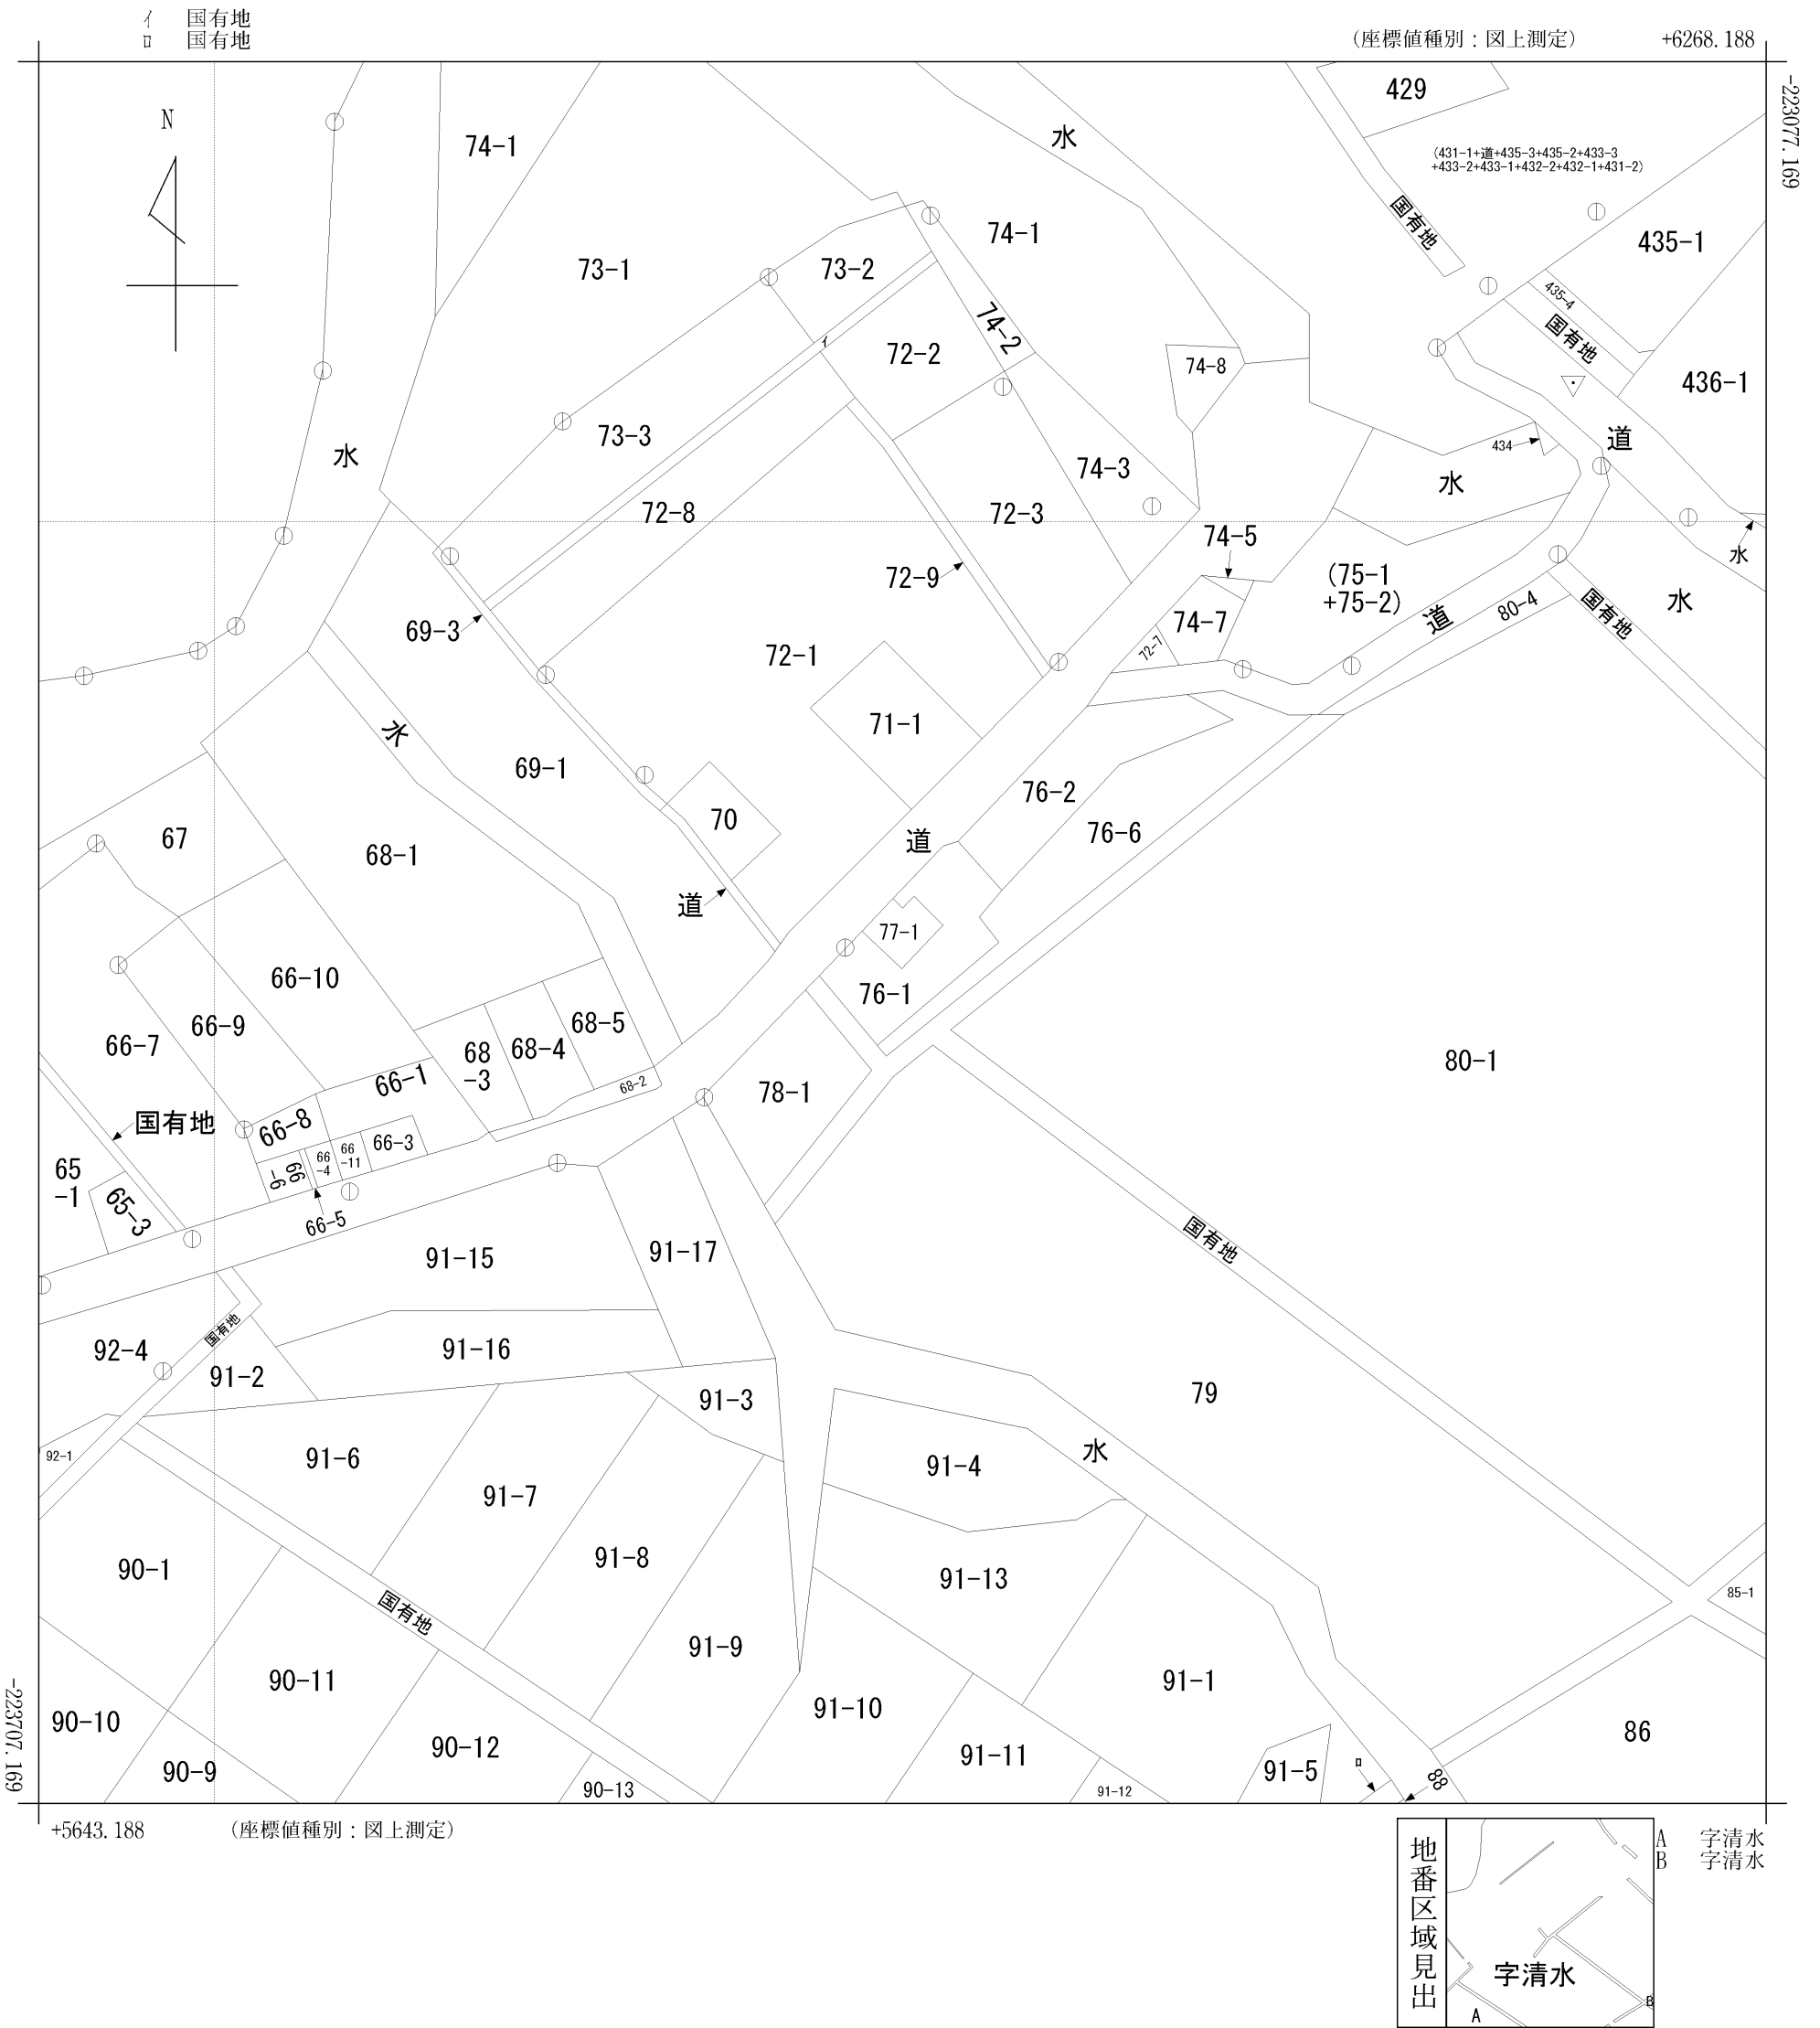 イ 国有地
ロ 国有地
（座標値種別：図上測定） +6268.188
-223077.169
N
429
74-1
水
（431-1+道+435-3+435-2+433-3
+433-2+433-1+432-2+432-1+431-2）
国有地
74-1
435-1
73-1
73-2
435-4
74-2
国有地
イ
72-2
74-8
436-1
73-3
道
434
水
74-3
水
72-8
72-3
74-5
水
72-9
（75-1
+75-2）
水
80-4
国有地
道
74-7
69-3
72-7
72-1
71-1
水
69-1
76-2
70
76-6
道
67
68-1
道
77-1
66-10
76-1
66-9
68-5
66-7
68-4
68
-3
80-1
66-1
68-2
78-1
国有地
66-8
66-3
66
-11
66
-4
66
-6
65
-1
65-3
66-5
国有地
91-17
91-15
国有地
92-4
91-16
91-2
79
91-3
水
92-1
91-6
91-4
91-7
91-8
90-1
91-13
85-1
国有地
91-9
90-11
91-1
91-10
90-10
86
90-12
91-11
ロ
90-9
91-5
88
90-13
91-12
-223707.169
+5643.188 （座標値種別：図上測定）
地番区域見出
字清水
A
B
A 字清水
B 字清水